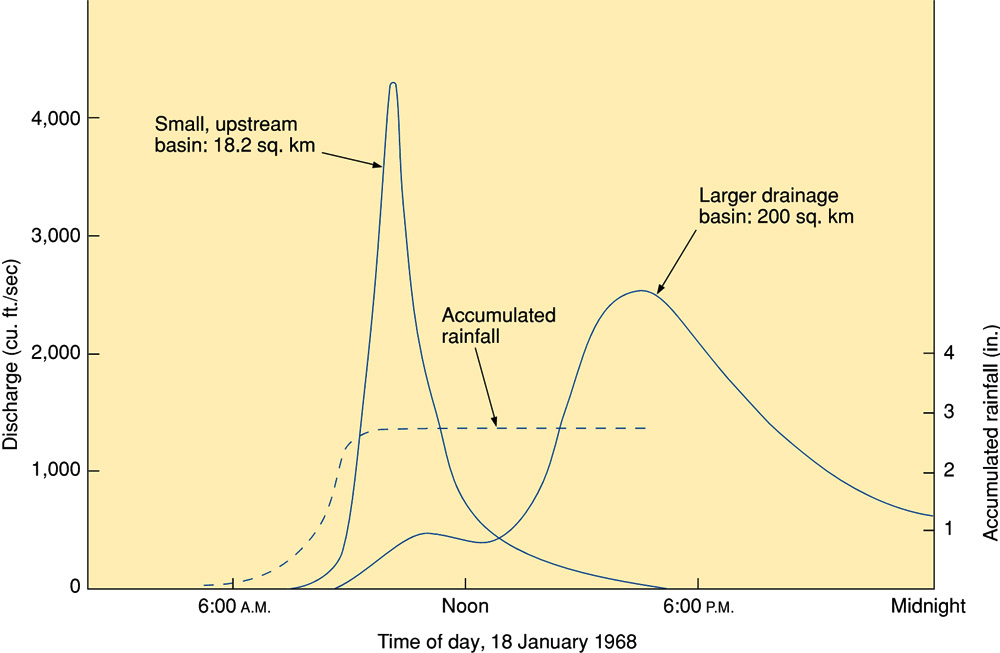 Small, upstream
basin: 18.2 sq. km
Larger drainage
basin: 200 sq. km
Accumulated
rainfall
Discharge (cu. ft./sec)
4,000
3,000
2,000
1,000
0
Accumulated rainfall (in.)
4
3
2
1
6:00 A.M.
Noon
6:00 P.M.
Midnight
Time of day, 18 January 1968